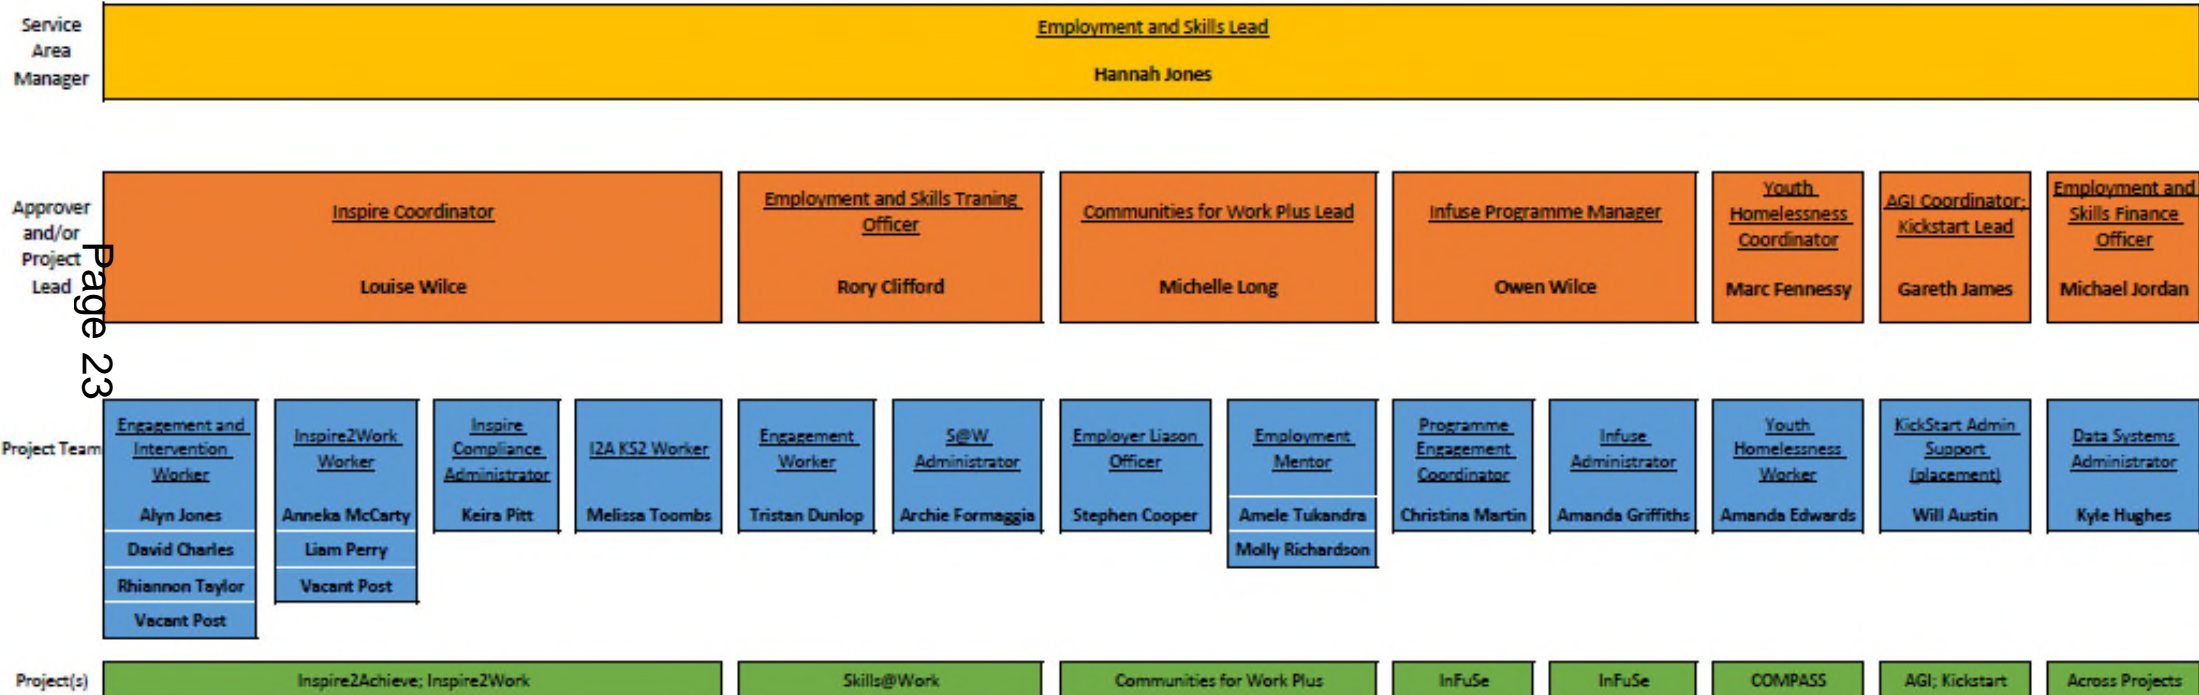 Service
Area
Manager
Employment and Skills Lead
Hannah Jones
Approver
and/or
Project
Lead
Page 23
Inspire Coordinator
Louise Wilce
Employment and Skills Traning
Officer
Rory Clifford
Communities for Work Plus Lead
Michelle Long
Infuse Programme Manager
Owen Wilce
Youth
Homelessness
Coordinator
Marc Fennessy
AGI Coordinator;
Kickstart Lead
Gareth James
Employment and
Skills Finance
Officer
Michael Jordan
Project Team
Engagement and
Intervention
Worker
Alyn Jones
David Charles
Rhiannon Taylor
Vacant Post
Inspire2Work
Worker
Anneka McCarty
Liam Perry
Vacant Post
Inspire
Compliance
Administrator
Keira Pitt
I2A KS2 Worker
Melissa Toombs
Engagement
Worker
Tristan Dunlop
S@W
Administrator
Archie Formaggia
Employer Liason
Officer
Stephen Cooper
Employment
Mentor
Amele Tukandra
Molly Richardson
Programme
Engagement
Coordinator
Christina Martin
Infuse
Administrator
Amanda Griffiths
Youth
Homelessness
Worker
Amanda Edwards
KickStart Admin
Support
(placement)
Will Austin
Data Systems
Administrator
Kyle Hughes
Project(s)
Inspire2Achieve; Inspire2Work
Skills@Work
Communities for Work Plus
InFuSe
InFuSe
COMPASS
AGI; Kickstart
Across Projects